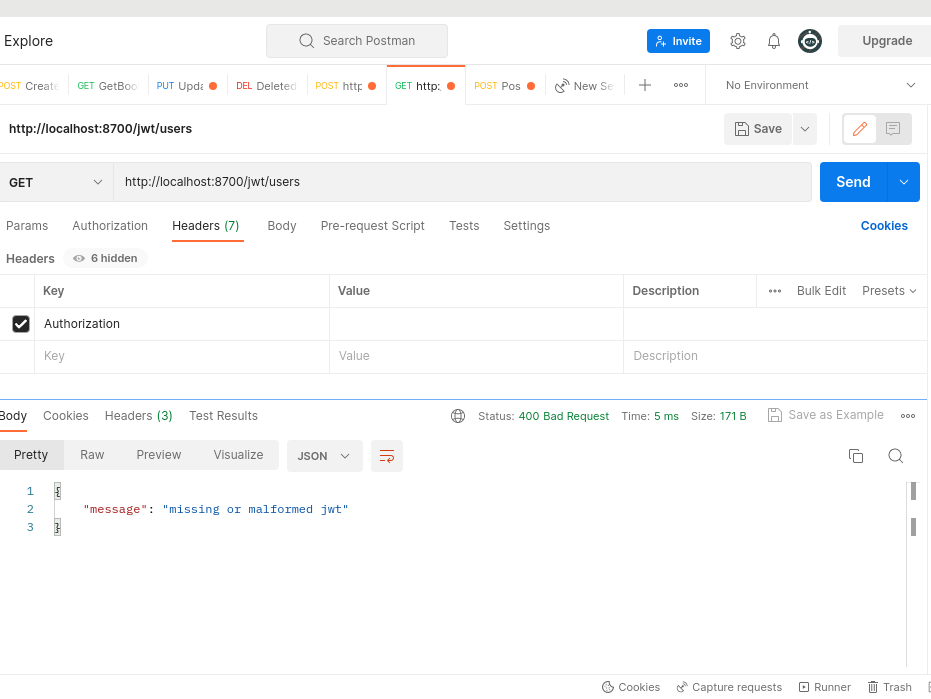 Explore
Search Postman
Invite
Upgrade
POST Create
GET GetBoo
PUT Upda
DEL Deleted
POST http
GET http:
POST Pos
New Se
No Environment
http://localhost:8700/jwt/users
Save
GET
http://localhost:8700/jwt/users
Send
Params Authorization Headers (7) Body Pre-request Script Tests Settings Cookies
Headers 6 hidden
Key Value Description Bulk Edit Presets
Authorization
Key Value Description
Body Cookies Headers (3) Test Results Status: 400 Bad Request Time: 5 ms Size: 171 B Save as Example
Pretty Raw Preview Visualize JSON
1 {
2 "message": "missing or malformed jwt"
3 }
Cookies Capture requests Runner Trash